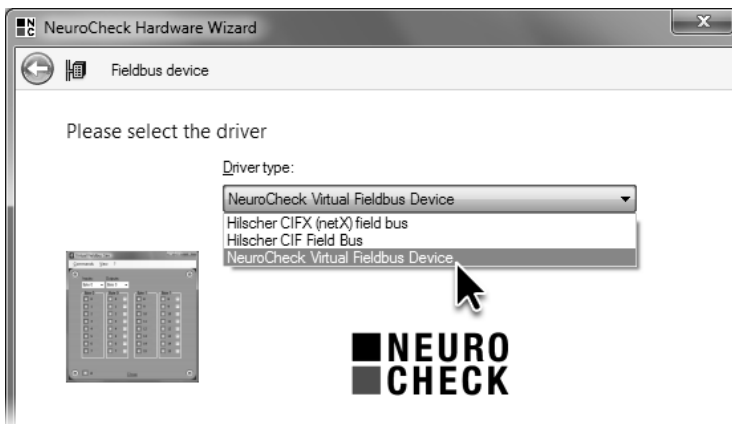 NeuroCheck Hardware Wizard
Fieldbus device
Please select the driver
Driver type:
NeuroCheck Virtual Fieldbus Device
Hilscher CIFX (netX) field bus
Hilscher CIF Field Bus
NeuroCheck Virtual Fieldbus Device
NEURO
CHECK